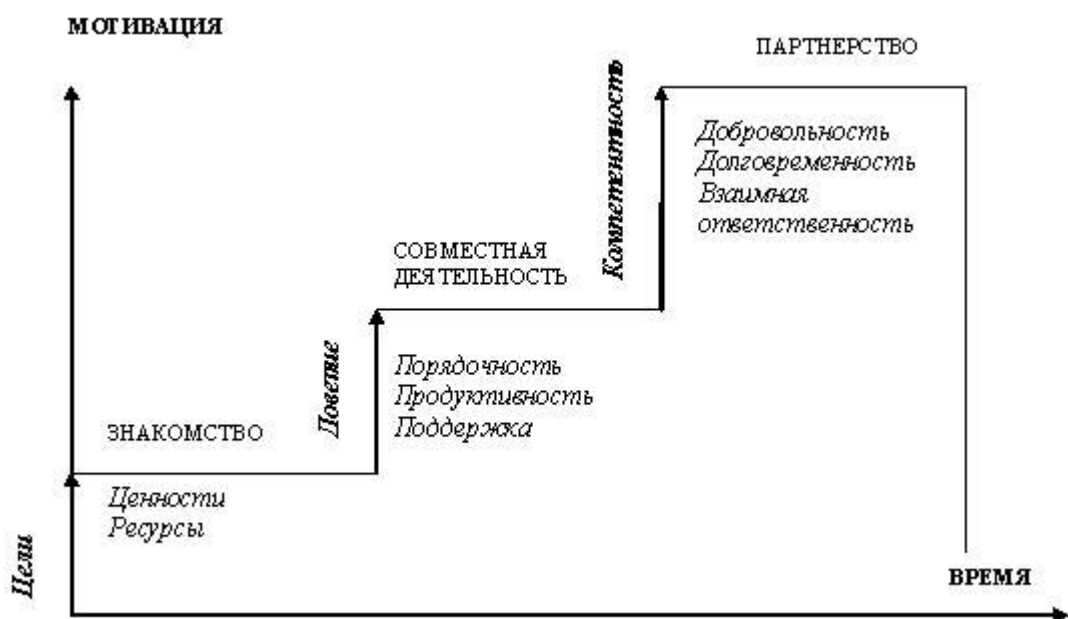 МОТИВАЦИЯ
ПАРТНЕРСТВО
Компетентность
Добровольность
Долговременность
Взаимная
ответственность
СОВМЕСТНАЯ
ДЕЯТЕЛЬНОСТЬ
Доверие
Порядочность
Продуктивность
Поддержка
ЗНАКОМСТВО
Ценности
Ресурсы
Цели
ВРЕМЯ